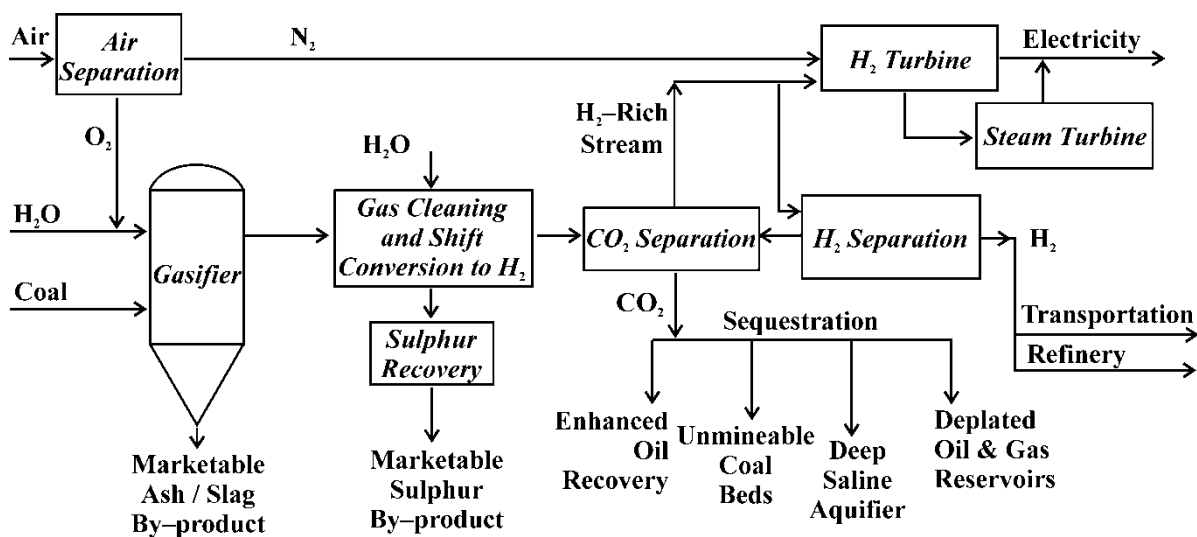 Air
Air
Separation
N₂
H₂ Turbine
Electricity
Steam Turbine
O₂
H₂–Rich
Stream
H₂O
H₂O
Coal
Gasifier
Gas Cleaning
and Shift
Conversion to H₂
CO₂ Separation
H₂ Separation
H₂
CO₂
Sequestration
Transportation
Refinery
Sulphur
Recovery
Marketable
Ash / Slag
By–product
Marketable
Sulphur
By–product
Enhanced
Oil
Recovery
Unmineable
Coal
Beds
Deep
Saline
Aquifier
Deplated
Oil & Gas
Reservoirs